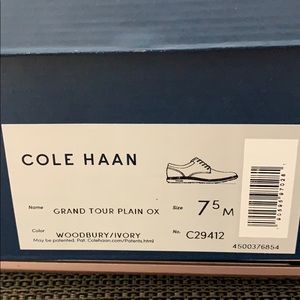 COLE HAAN
Name GRAND TOUR PLAIN OX Size 7 5 M
Color WOODBURY/IVORY No. C29412
May be patented. Pat. Colehaan.com/Patents.html
4500376854